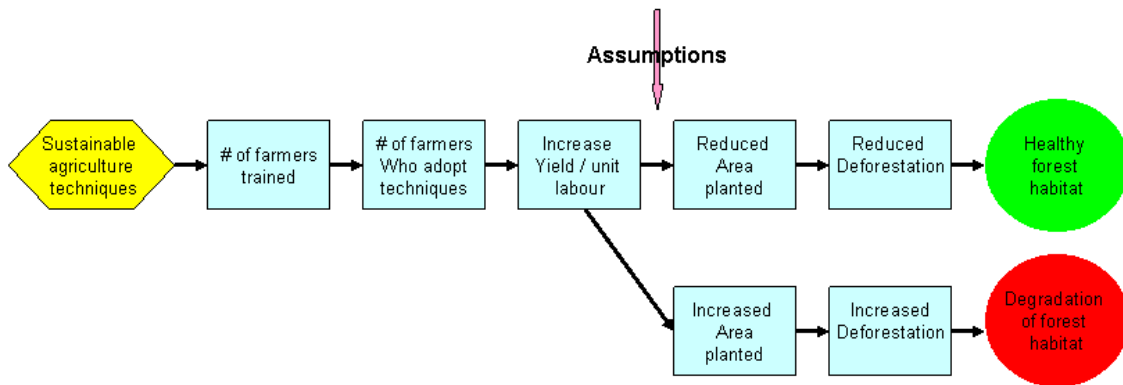 Assumptions
Sustainable
agriculture
techniques
# of farmers
trained
# of farmers
Who adopt
techniques
Increase
Yield / unit
labour
Reduced
Area
planted
Reduced
Deforestation
Healthy
forest
habitat
Increased
Area
planted
Increased
Deforestation
Degradation
of forest
habitat